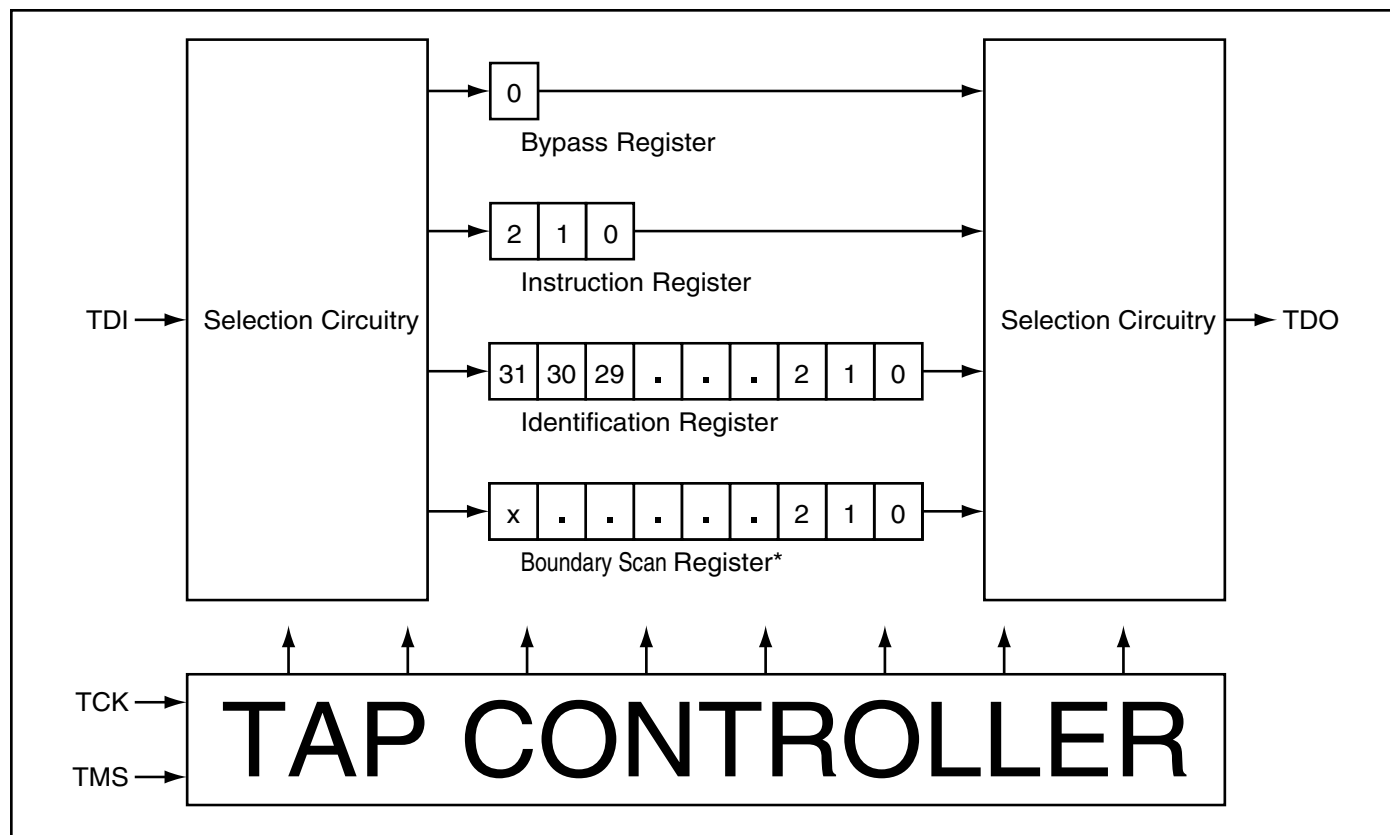 0
Bypass Register
2 1 0
Instruction Register
TDI
Selection Circuitry
Selection Circuitry
TDO
31 30 29 . . . 2 1 0
Identification Register
x . . . . . 2 1 0
Boundary Scan Register*
TCK
TMS
TAP CONTROLLER